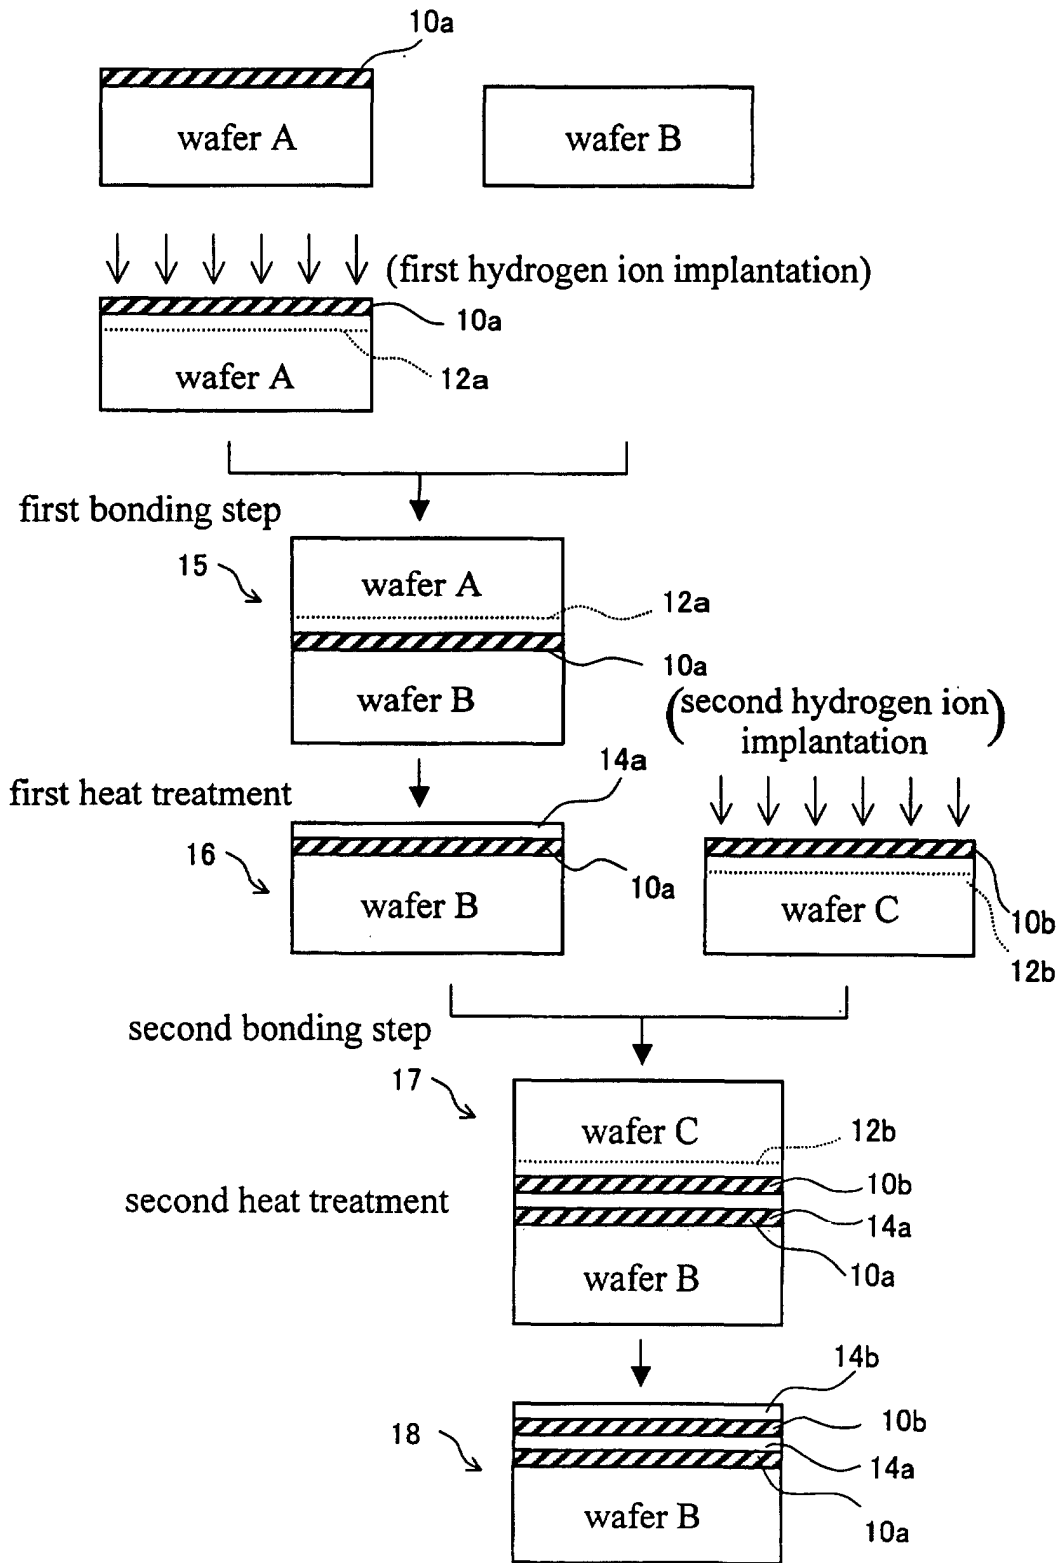 10a
wafer A
wafer B
(first hydrogen ion implantation)
10a
12a
wafer A
first bonding step
15
wafer A
12a
10a
wafer B
(second hydrogen ion
implantation)
14a
first heat treatment
16
10a
wafer B
wafer C
10b
12b
second bonding step
17
wafer C
12b
10b
second heat treatment
14a
10a
wafer B
14b
10b
18
14a
10a
wafer B